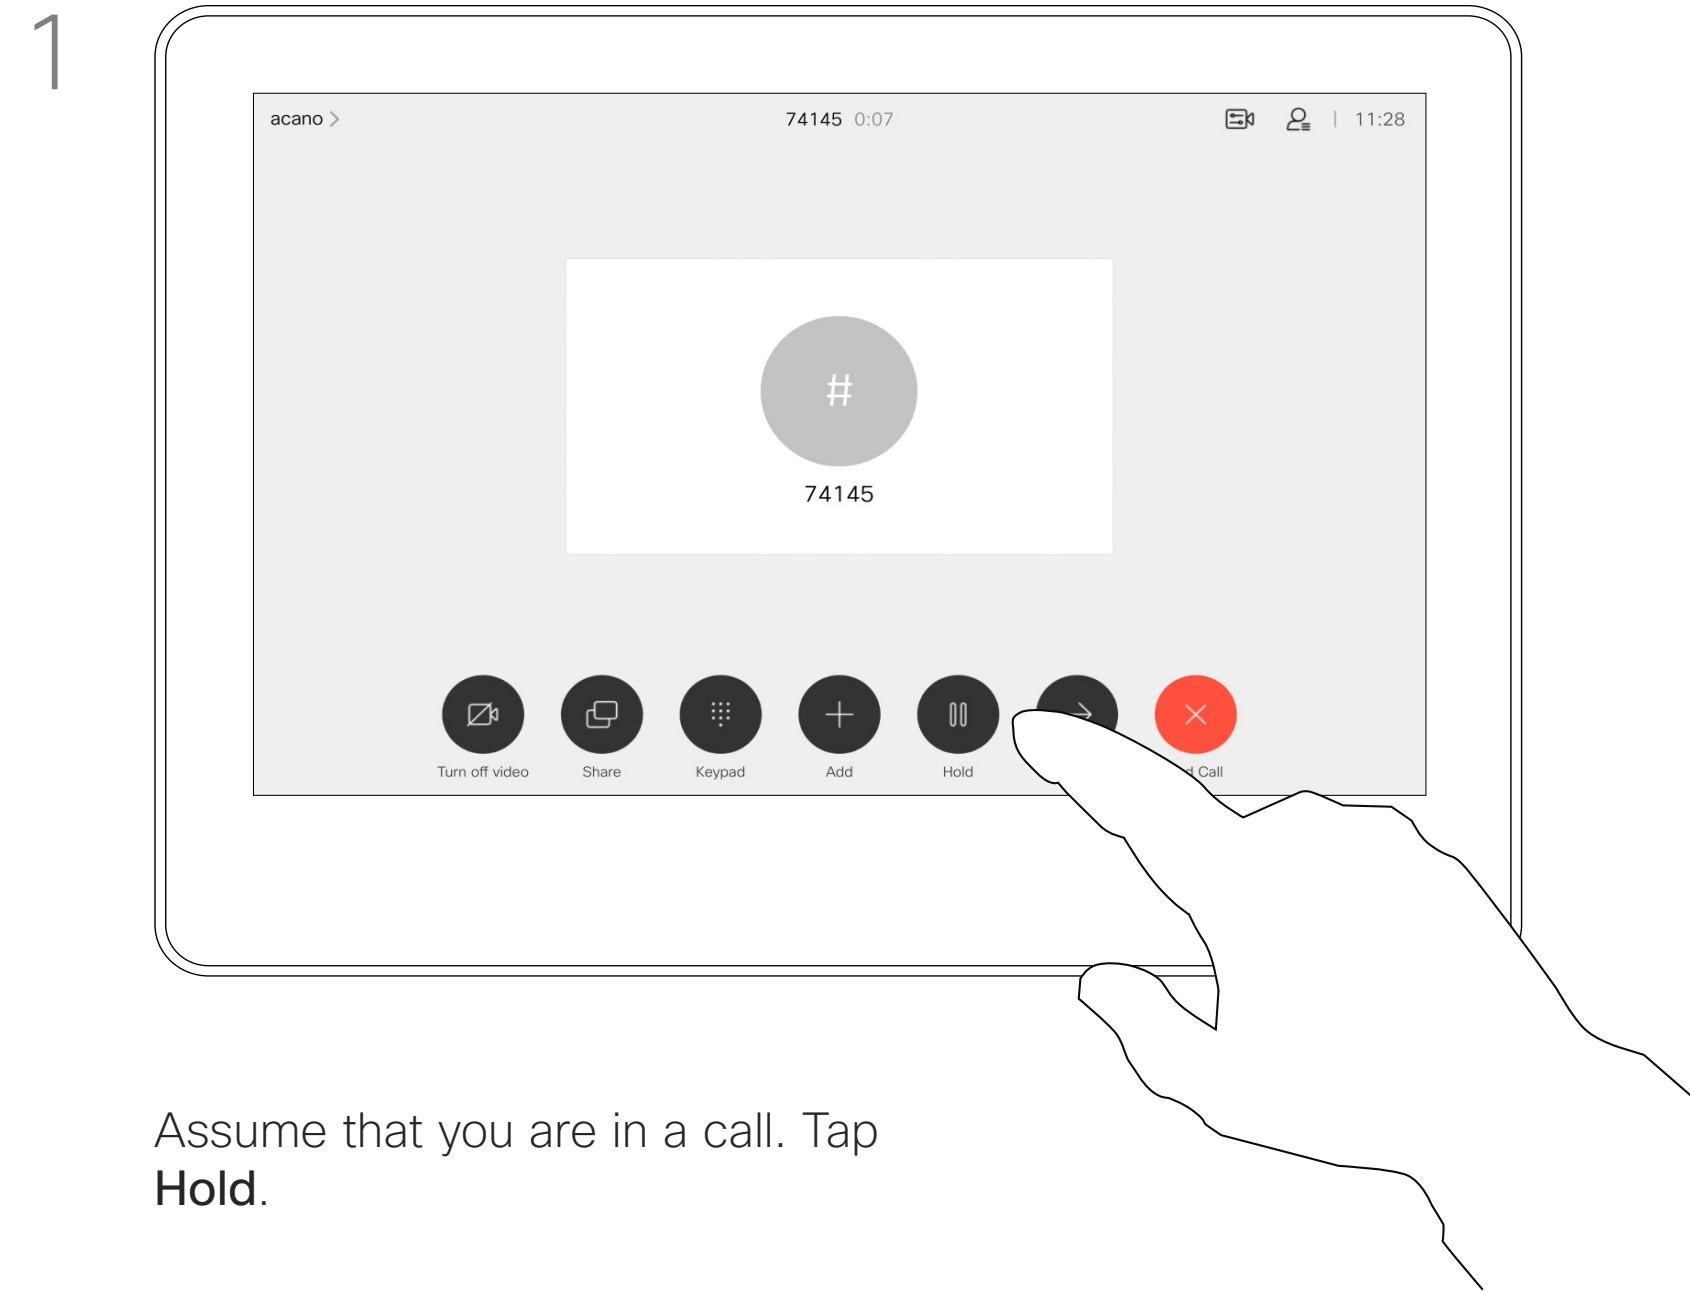 1
acano
74145 0:07
11:28
#
74145
Turn off video
Share
Keypad
Add
Hold
Call
Assume that you are in a call. Tap
Hold.